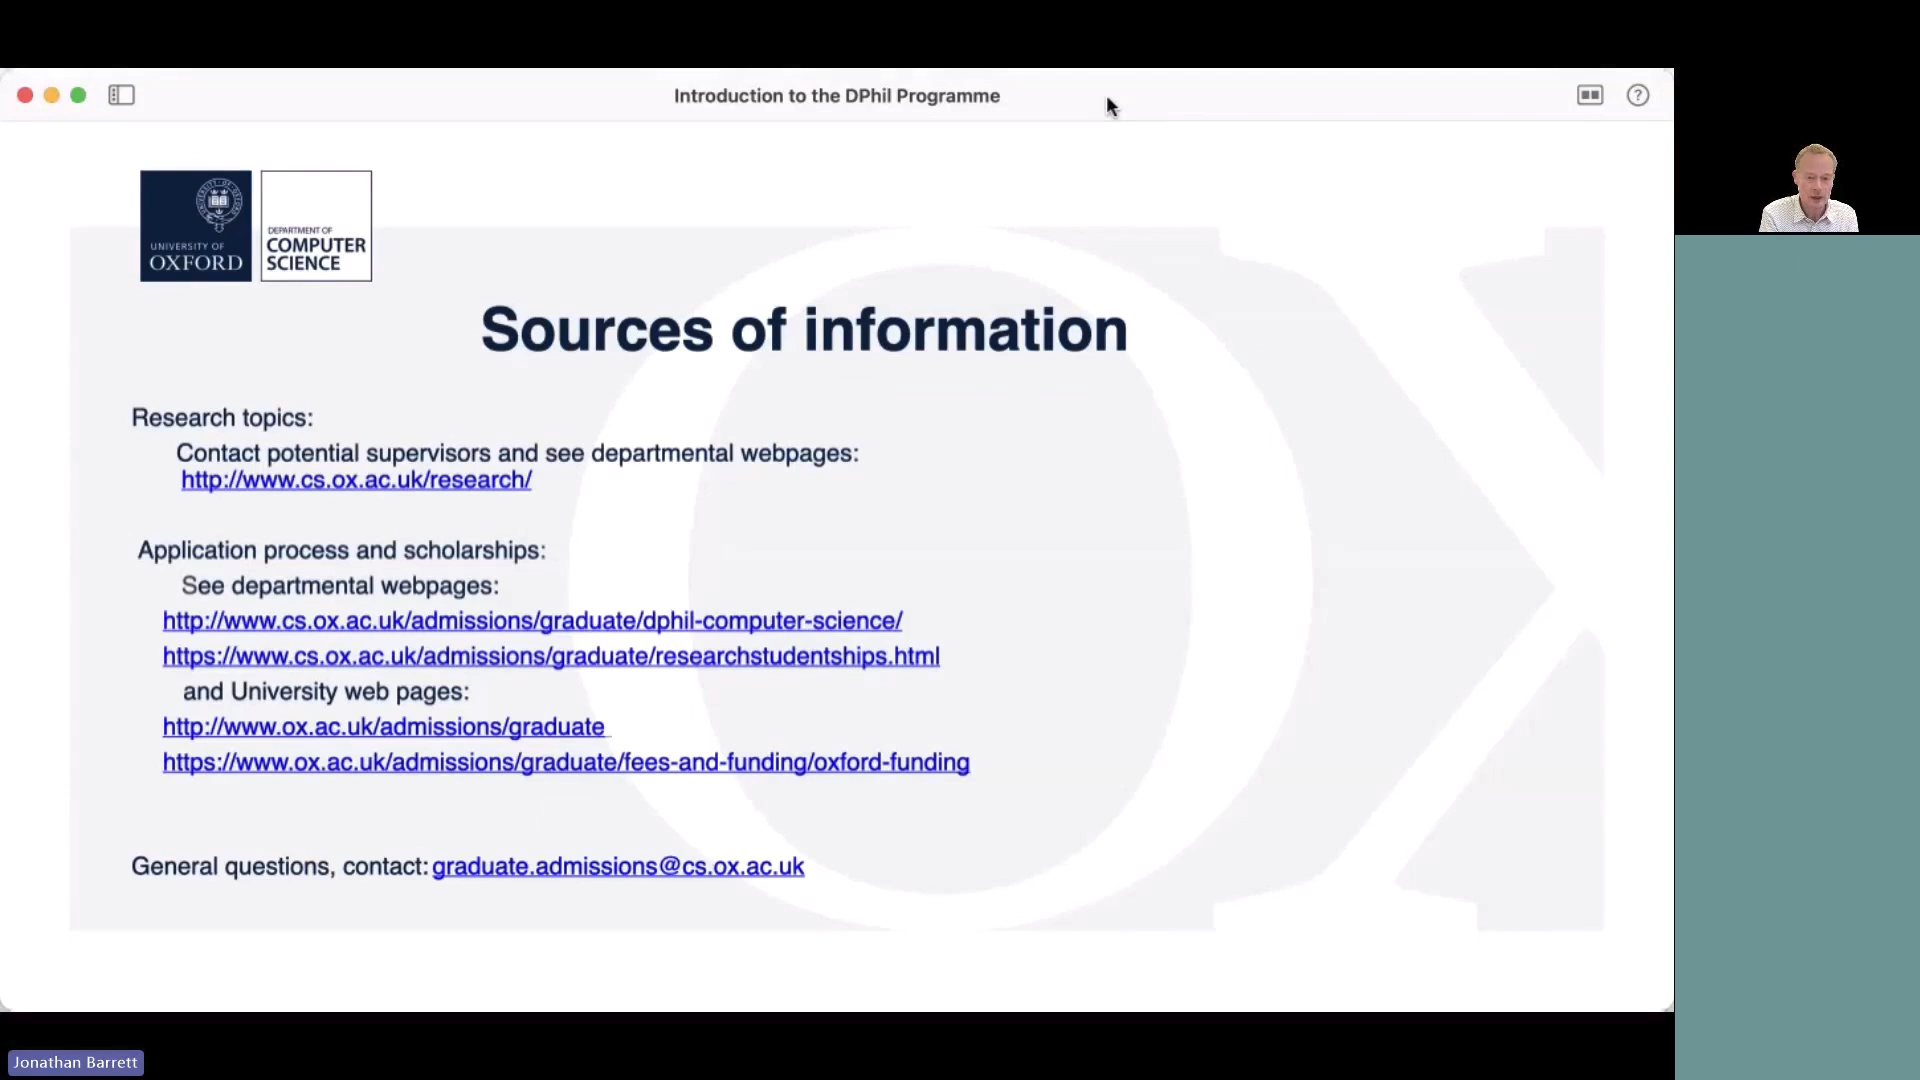 Introduction to the DPhil Programme
UNIVERSITY OF
OXFORD
DEPARTMENT OF
COMPUTER
SCIENCE
Sources of information
Research topics:
Contact potential supervisors and see departmental webpages:
http://www.cs.ox.ac.uk/research/
Application process and scholarships:
See departmental webpages:
http://www.cs.ox.ac.uk/admissions/graduate/dphil-computer-science/
https://www.cs.ox.ac.uk/admissions/graduate/researchstudentships.html
and University web pages:
http://www.ox.ac.uk/admissions/graduate
https://www.ox.ac.uk/admissions/graduate/fees-and-funding/oxford-funding
General questions, contact: graduate.admissions@cs.ox.ac.uk
Jonathan Barrett